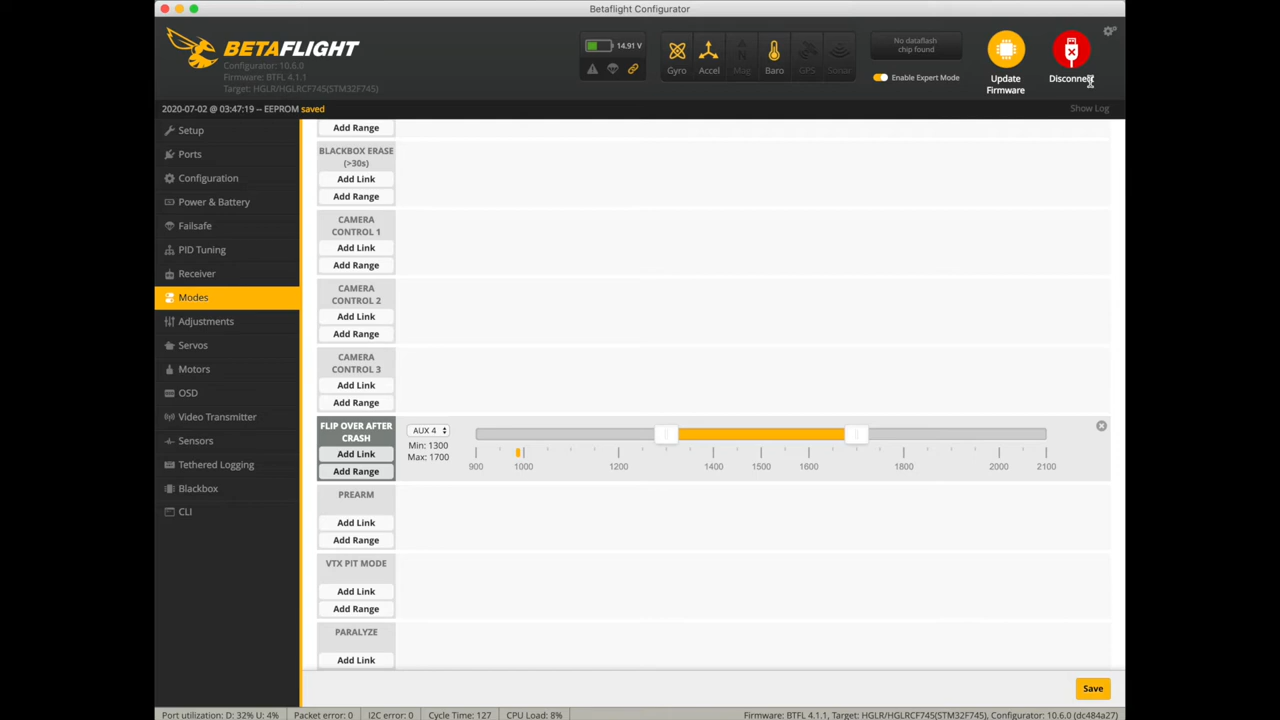 Betaflight Configurator
BETAFLIGHT
Configurator: 10.6.0
Firmware: BTFL 4.1.1
Target: HGLR/HGLRCF745(STM32F745)
14.91 V
Gyro
Accel
Mag
Baro
GPS
Sonar
No dataflash
chip found
Enable Expert Mode
Update
Firmware
Disconnect
2020-07-02 @ 03:47:19 -- EEPROM saved
Show Log
Setup
Ports
Configuration
Power & Battery
Failsafe
PID Tuning
Receiver
Modes
Adjustments
Servos
Motors
OSD
Video Transmitter
Sensors
Tethered Logging
Blackbox
CLI
Add Range
BLACKBOX ERASE
(>30s)
Add Link
Add Range
CAMERA
CONTROL 1
Add Link
Add Range
CAMERA
CONTROL 2
Add Link
Add Range
CAMERA
CONTROL 3
Add Link
Add Range
FLIP OVER AFTER
CRASH
Add Link
Add Range
AUX 4
Min: 1300
Max: 1700
900 1000 1200 1400 1500 1600 1800 2000 2100
PREARM
Add Link
Add Range
VTX PIT MODE
Add Link
Add Range
PARALYZE
Add Link
Save
Port utilization: D: 32% U: 4% Packet error: 0 I2C error: 0 Cycle Time: 127 CPU Load: 8% Firmware: BTFL 4.1.1, Target: HGLR/HGLRCF745(STM32F745), Configurator: 10.6.0 (dc484a27)